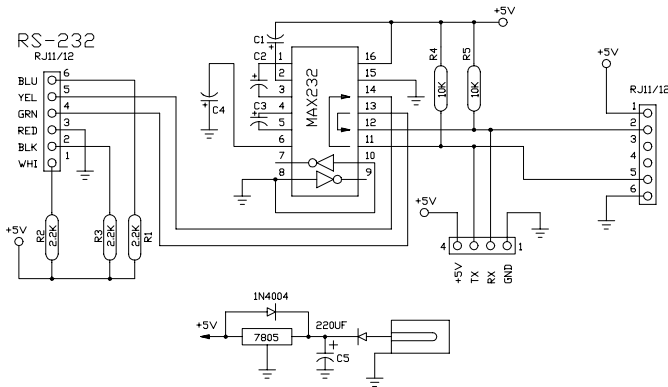 +5V
RS-232
RJ11/12
BLU 6
YEL 5
GRN 4
RED 3
BLK 2
WHI 1
+5V
R2 2.2K
R3 2.2K
R1 2.2K
C4
C1
C2
C3
+
+
+
+
MAX232
1
2
3
4
5
6
7
8
16
15
14
13
12
11
10
9
R4 10K
R5 10K
+5V
RJ11/12
1
2
3
4
5
6
+5V
4 1
+5V
TX
RX
GND
1N4004
+5V
7805
220UF
+
C5